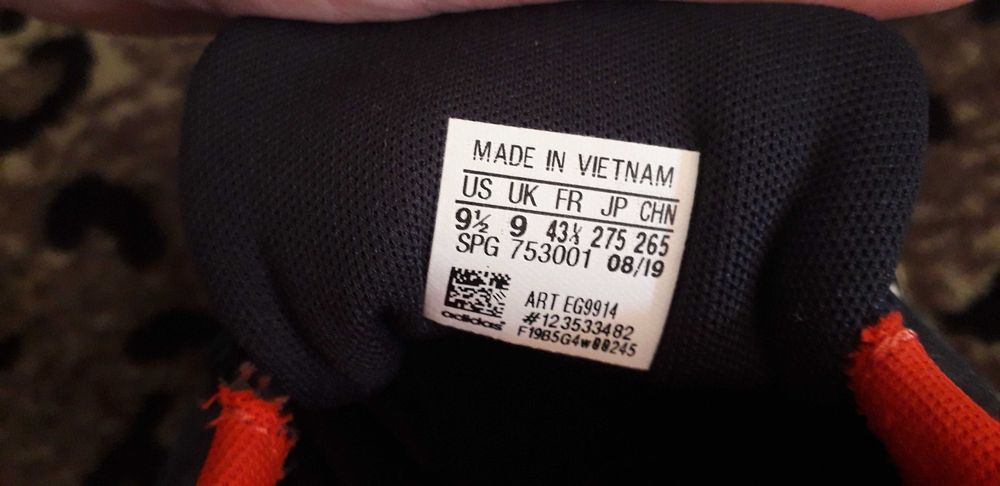 MADE IN VIETNAM
US UK FR JP CHN
9½ 9 43⅓ 275 265
SPG 753001 08/19
ART EG9914
#123533482
adidas
F19B5G4w00245